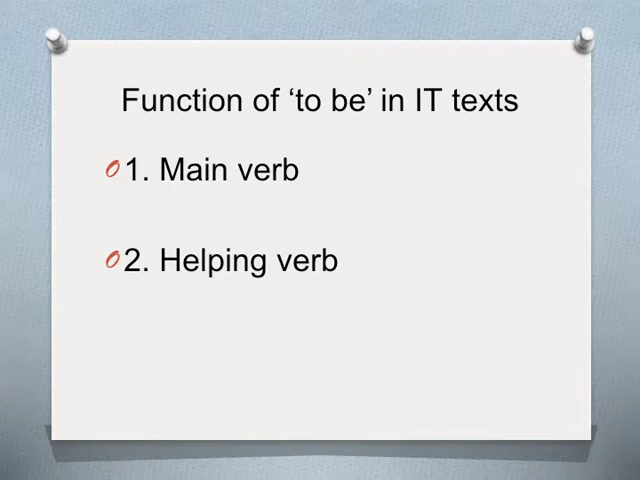 Function of ‘to be’ in IT texts
1. Main verb
2. Helping verb